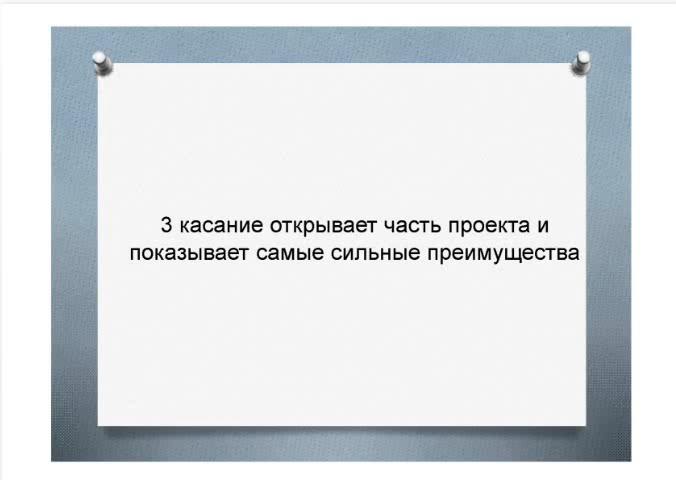 3 касание открывает часть проекта и
показывает самые сильные преимущества